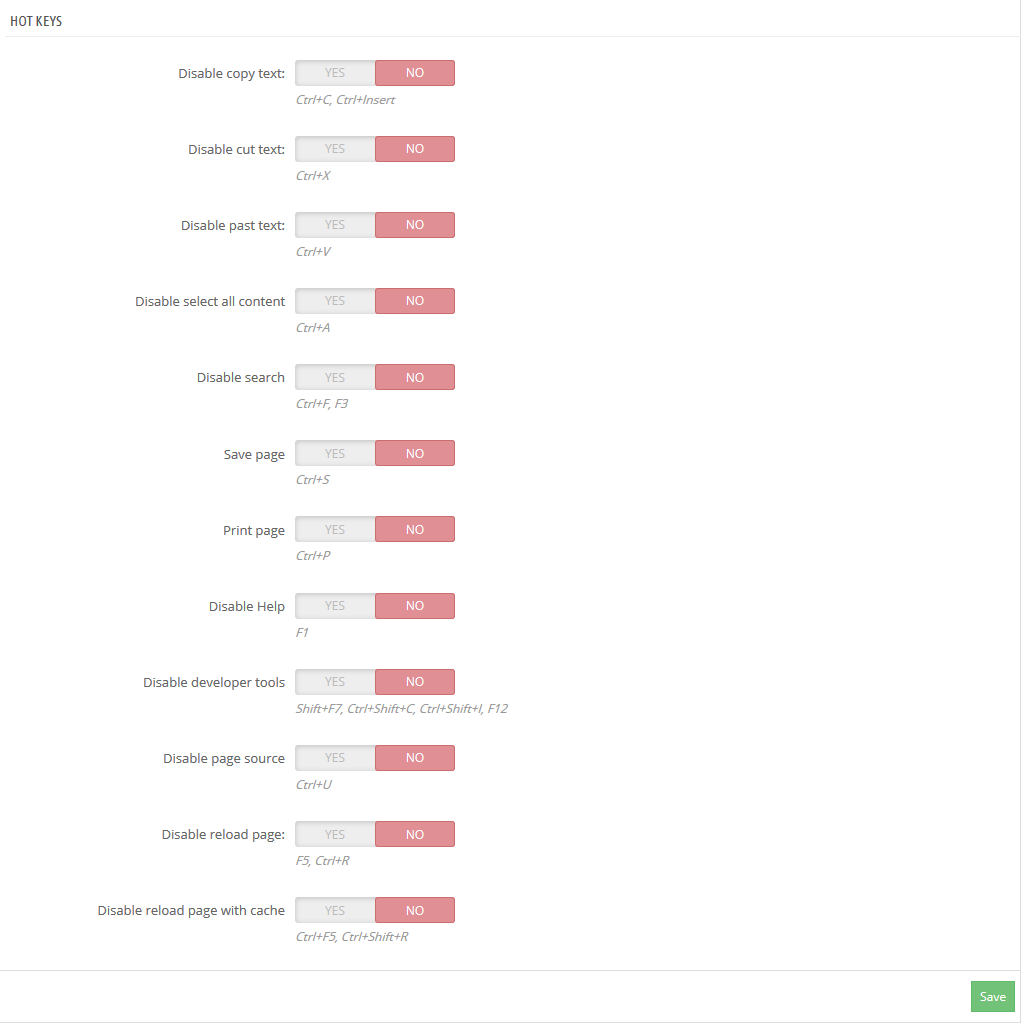 HOT KEYS
Disable copy text: YES NO
Ctrl+C, Ctrl+Insert
Disable cut text: YES NO
Ctrl+X
Disable past text: YES NO
Ctrl+V
Disable select all content YES NO
Ctrl+A
Disable search YES NO
Ctrl+F, F3
Save page YES NO
Ctrl+S
Print page YES NO
Ctrl+P
Disable Help YES NO
F1
Disable developer tools YES NO
Shift+F7, Ctrl+Shift+C, Ctrl+Shift+I, F12
Disable page source YES NO
Ctrl+U
Disable reload page: YES NO
F5, Ctrl+R
Disable reload page with cache YES NO
Ctrl+F5, Ctrl+Shift+R
Save